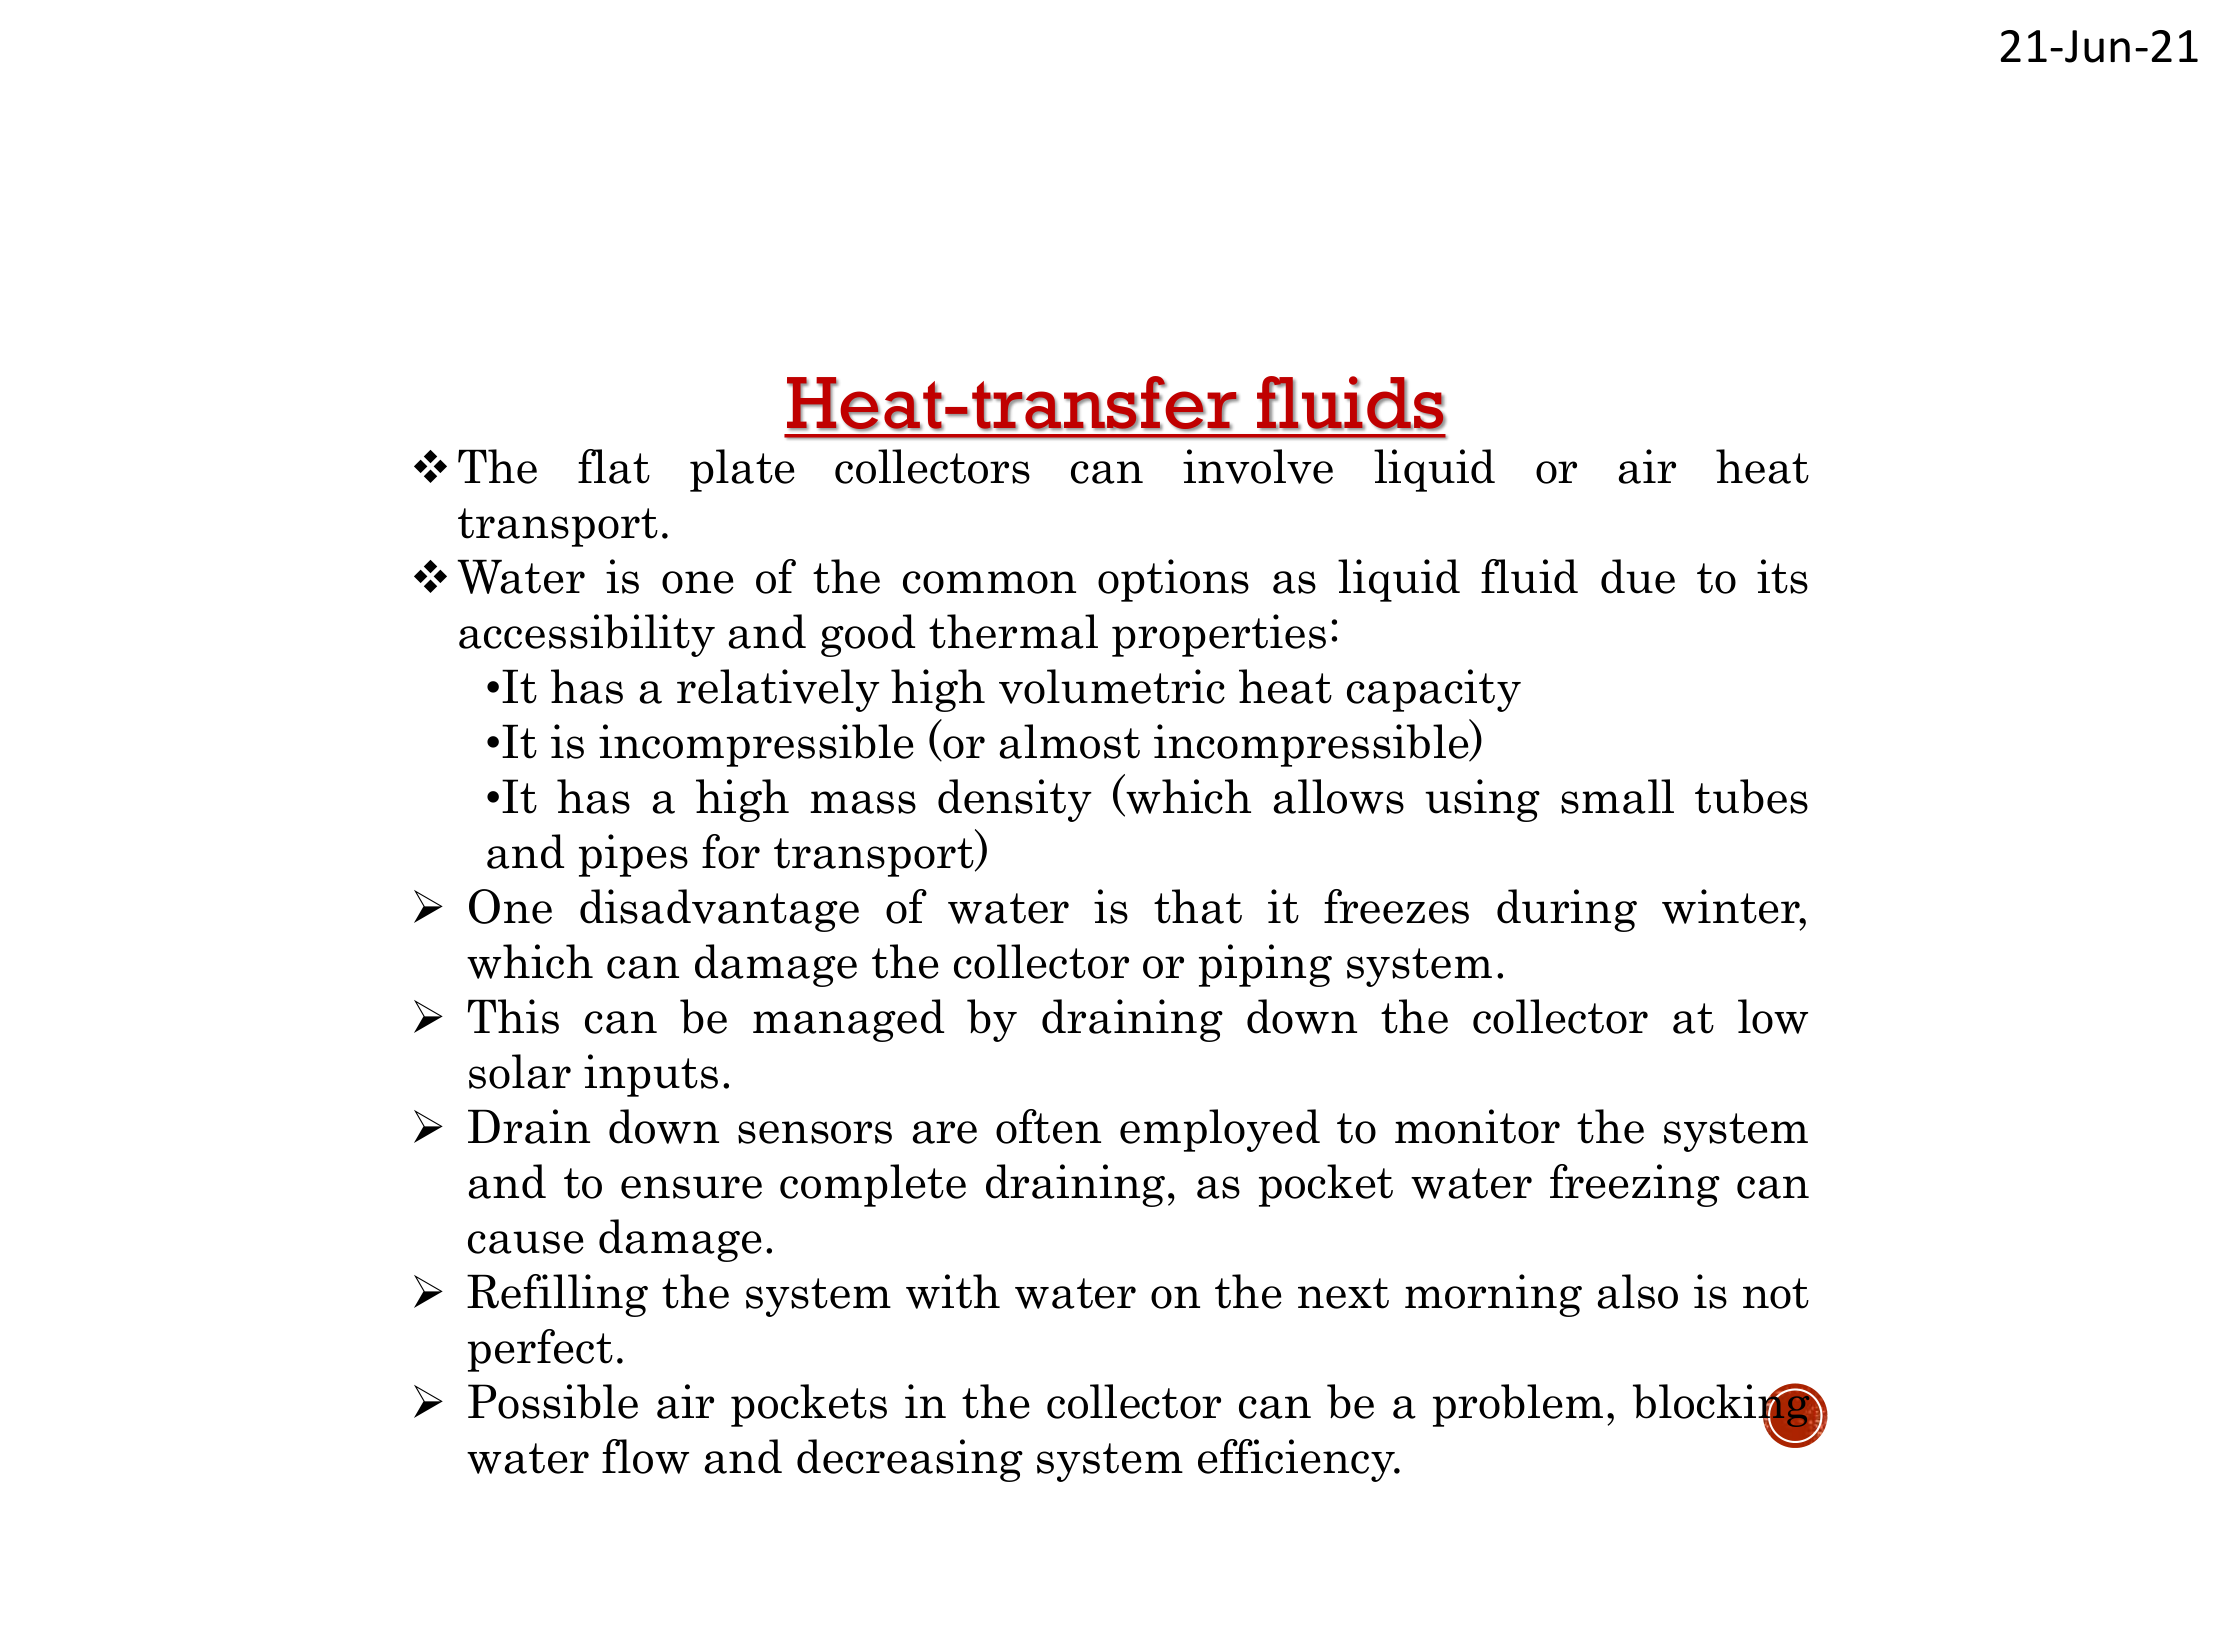 21-Jun-21
Heat-transfer fluids
❖The flat plate collectors can involve liquid or air heat
transport.
❖Water is one of the common options as liquid fluid due to its
accessibility and good thermal properties:
•It has a relatively high volumetric heat capacity
•It is incompressible (or almost incompressible)
•It has a high mass density (which allows using small tubes
and pipes for transport)
➢ One disadvantage of water is that it freezes during winter,
which can damage the collector or piping system.
➢ This can be managed by draining down the collector at low
solar inputs.
➢ Drain down sensors are often employed to monitor the system
and to ensure complete draining, as pocket water freezing can
cause damage.
➢ Refilling the system with water on the next morning also is not
perfect.
➢ Possible air pockets in the collector can be a problem, blocking
water flow and decreasing system efficiency.